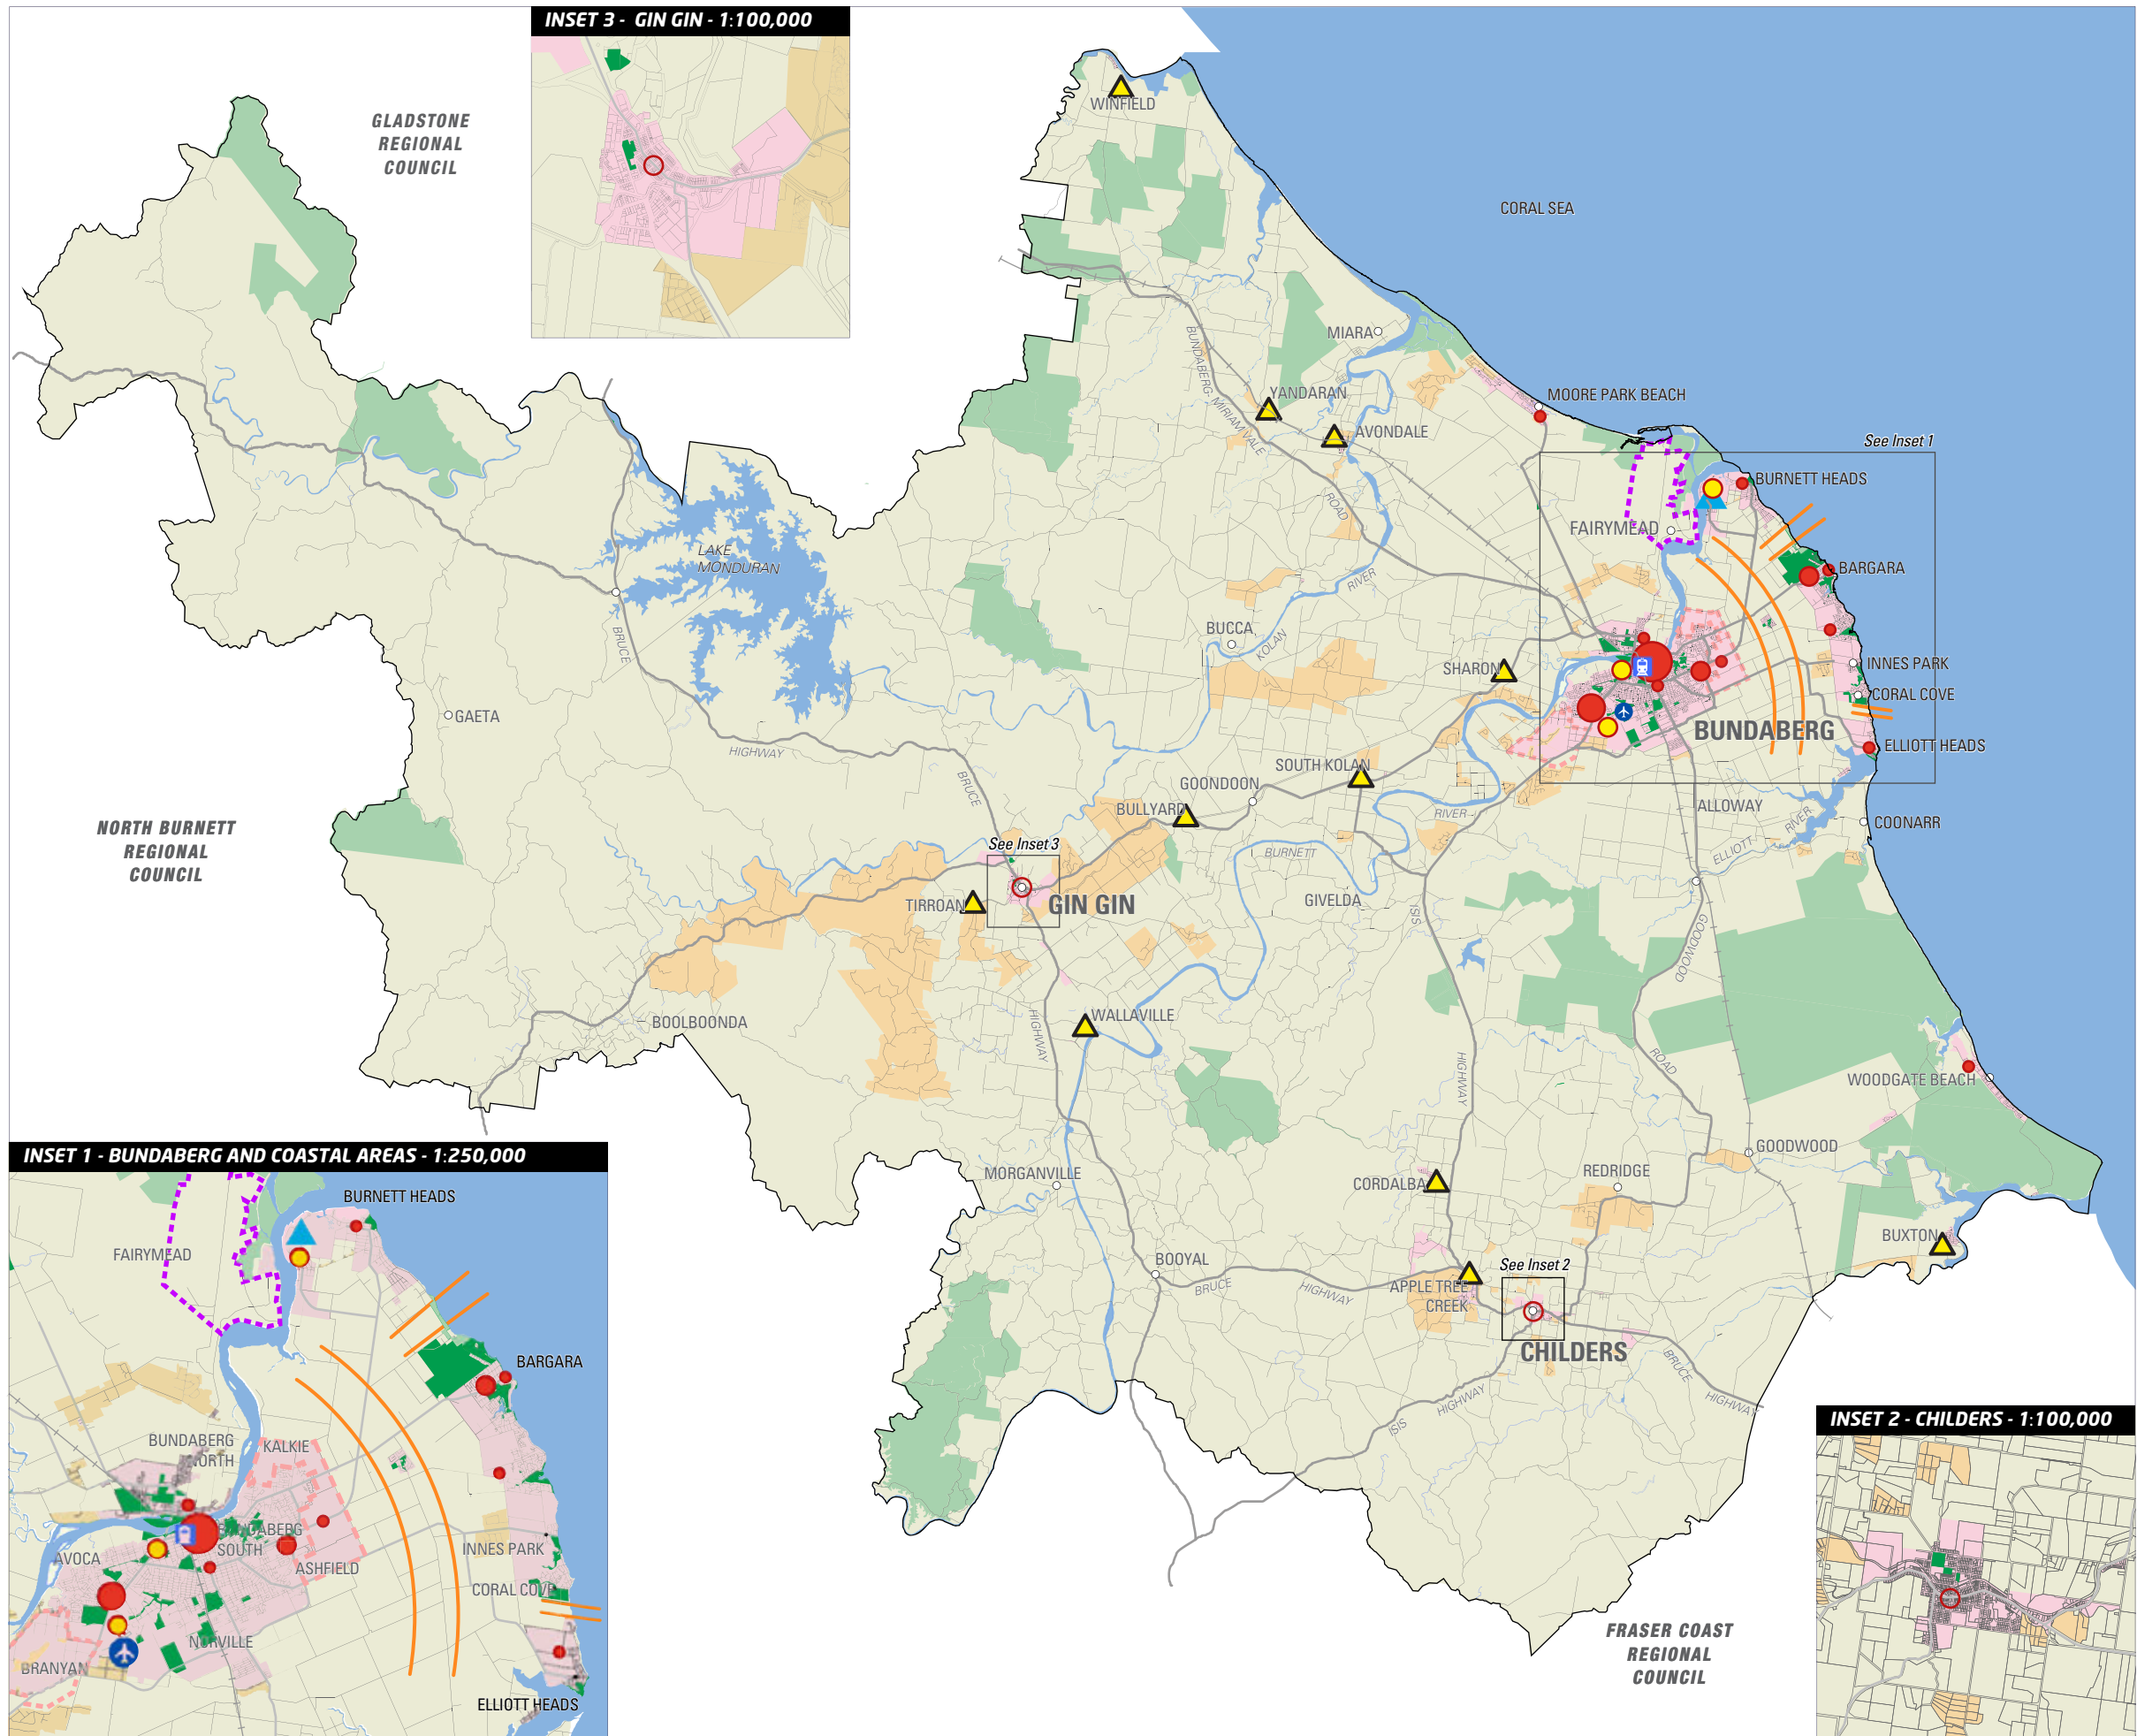 INSET 3 - GIN GIN - 1:100,000
GLADSTONE
REGIONAL
COUNCIL
WINFIELD
CORAL SEA
MIARA
BUNDABERG- MIRIAM VALE
ROAD
YANDARAN
AVONDALE
MOORE PARK BEACH
See Inset 1
BURNETT HEADS
FAIRYMEAD
BARGARA
LAKE
MONDURAN
RIVER
BUCCA
KOLAN
BRUCE
SHARON
INNES PARK
CORAL COVE
GAETA
BUNDABERG
ELLIOTT HEADS
HIGHWAY
BRUCE
SOUTH KOLAN
GOONDOON
BULLYARD
RIVER
ALLOWAY
COONARR
RIVER
ELLIOTT
NORTH BURNETT
REGIONAL
COUNCIL
See Inset 3
BURNETT
GIVELDA
TIRROAN
GIN GIN
ISIS
GOODWOOD
WALLAVILLE
BOOLBOONDA
HIGHWAY
HIGHWAY
ROAD
WOODGATE BEACH
INSET 1 - BUNDABERG AND COASTAL AREAS - 1:250,000
GOODWOOD
MORGANVILLE
CORDALBA
REDRIDGE
BURNETT HEADS
FAIRYMEAD
BUXTON
BOOYAL
See Inset 2
BRUCE
HIGHWAY
APPLE TREE
CREEK
CHILDERS
BRUCE
HIGHWAY
BARGARA
ISIS
HIGHWAY
INSET 2 - CHILDERS - 1:100,000
BUNDABERG
NORTH
KALKIE
BUNDABERG
SOUTH
AVOCA
ASHFIELD
INNES PARK
CORAL COVE
NORVILLE
BRANYAN
ELLIOTT HEADS
FRASER COAST
REGIONAL
COUNCIL